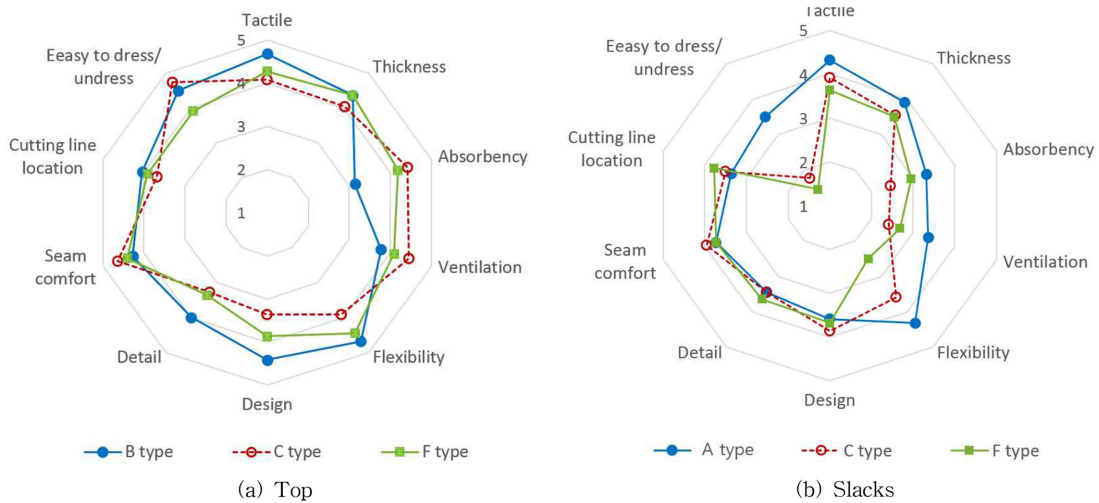 Tactile
Thickness
Absorbency
Ventilation
Flexibility
Design
Detail
Seam
comfort
Cutting line
location
Eeasy to dress/
undress
5
4
3
2
1
B type
C type
F type
(a) Top
Tactile
Thickness
Absorbency
Ventilation
Flexibility
Design
Detail
Seam
comfort
Cutting line
location
Eeasy to dress/
undress
5
4
3
2
1
A type
C type
F type
(b) Slacks